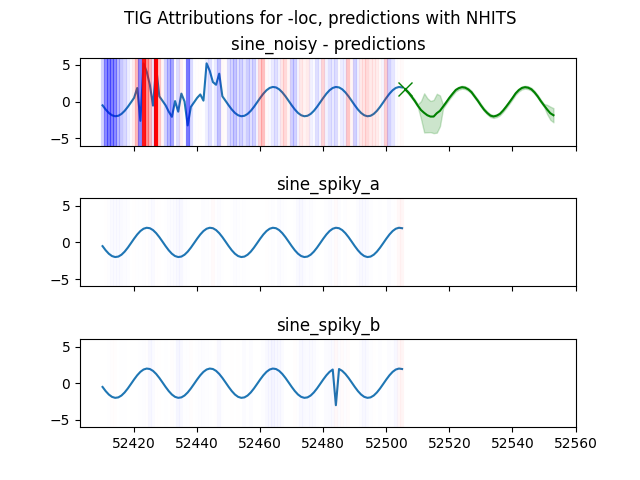 TIG Attributions for -loc, predictions with NHITS
sine_noisy - predictions
5
0
−5
sine_spiky_a
5
0
−5
sine_spiky_b
5
0
−5
52420 52440 52460 52480 52500 52520 52540 52560